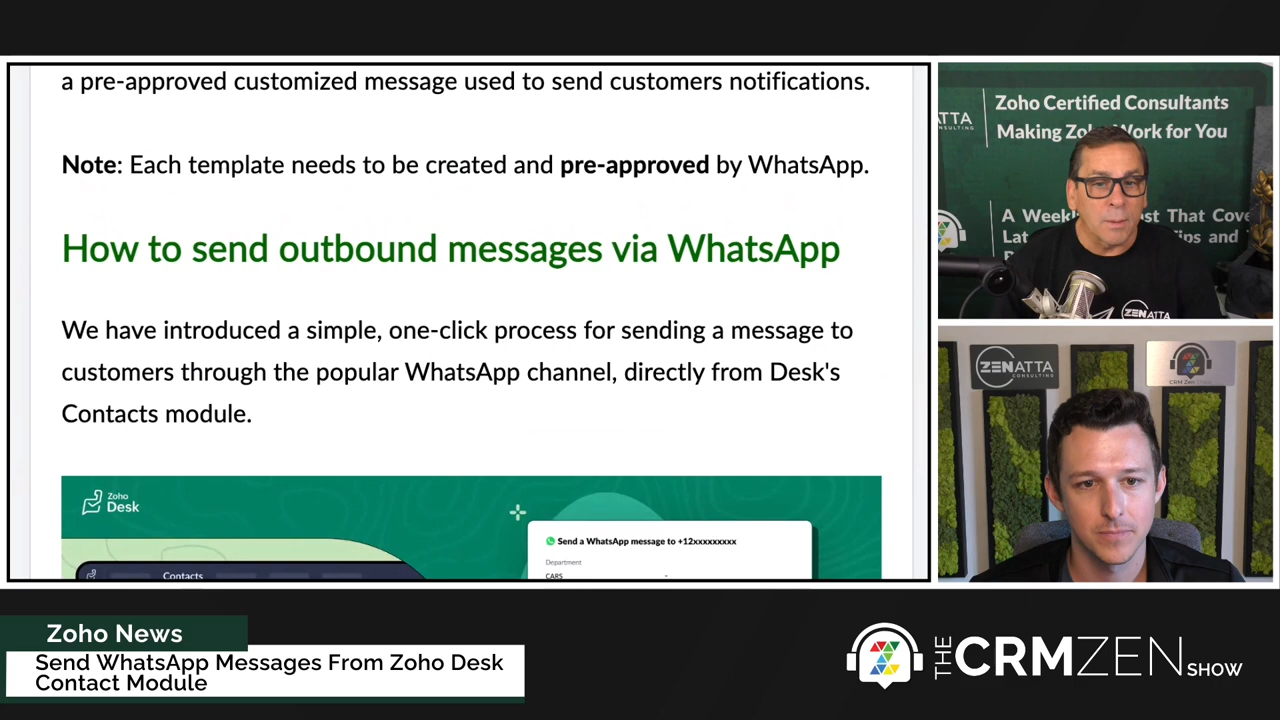 a pre-approved customized message used to send customers notifications.
Note: Each template needs to be created and pre-approved by WhatsApp.
How to send outbound messages via WhatsApp
We have introduced a simple, one-click process for sending a message to
customers through the popular WhatsApp channel, directly from Desk's
Contacts module.
Zoho
Desk
Contacts
Send a WhatsApp message to +12xxxxxxxxx
Department
CARS
Zoho Certified Consultants
Making Work for You
A
That
and
ZENATTA
ZENATTA
CONSULTING
Zoho News
Send WhatsApp Messages From Zoho Desk
Contact Module
THE CRMZEN SHOW